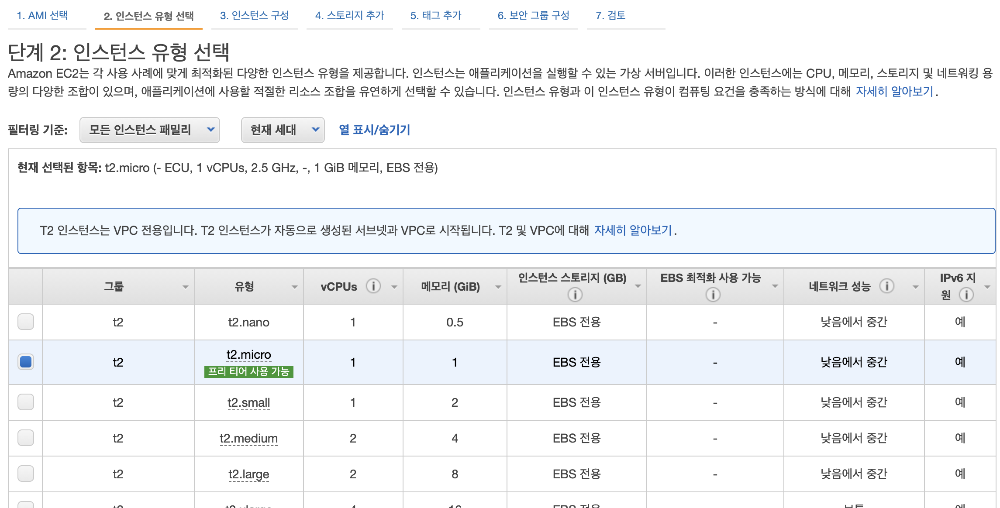 1. AMI 선택 2. 인스턴스 유형 선택 3. 인스턴스 구성 4. 스토리지 추가 5. 태그 추가 6. 보안 그룹 구성 7. 검토
단계 2: 인스턴스 유형 선택
Amazon EC2는 각 사용 사례에 맞게 최적화된 다양한 인스턴스 유형을 제공합니다. 인스턴스는 애플리케이션을 실행할 수 있는 가상 서버입니다. 이러한 인스턴스에는 CPU, 메모리, 스토리지 및 네트워킹 용
량의 다양한 조합이 있으며, 애플리케이션에 사용할 적절한 리소스 조합을 유연하게 선택할 수 있습니다. 인스턴스 유형과 이 인스턴스 유형이 컴퓨팅 요건을 충족하는 방식에 대해 자세히 알아보기.
필터링 기준: 모든 인스턴스 패밀리 현재 세대 열 표시/숨기기
현재 선택된 항목: t2.micro (- ECU, 1 vCPUs, 2.5 GHz, -, 1 GiB 메모리, EBS 전용)
T2 인스턴스는 VPC 전용입니다. T2 인스턴스가 자동으로 생성된 서브넷과 VPC로 시작됩니다. T2 및 VPC에 대해 자세히 알아보기.
그룹 유형 vCPUs 메모리 (GiB) 인스턴스 스토리지 (GB) EBS 최적화 사용 가능 네트워크 성능 IPv6 지
원
t2 t2.nano 1 0.5 EBS 전용 - 낮음에서 중간 예
t2 t2.micro 1 1 EBS 전용 - 낮음에서 중간 예
프리 티어 사용 가능
t2 t2.small 1 2 EBS 전용 - 낮음에서 중간 예
t2 t2.medium 2 4 EBS 전용 - 낮음에서 중간 예
t2 t2.large 2 8 EBS 전용 - 낮음에서 중간 예